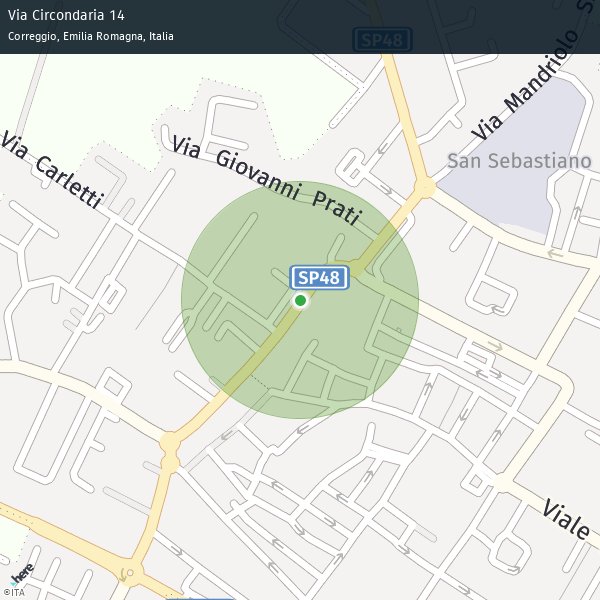 Via Circondaria 14
Correggio, Emilia Romagna, Italia
SP48
Via Mandriolo S
Via Carletti
Via Giovanni Prati
San Sebastiano
SP48
Viale
here
©ITA